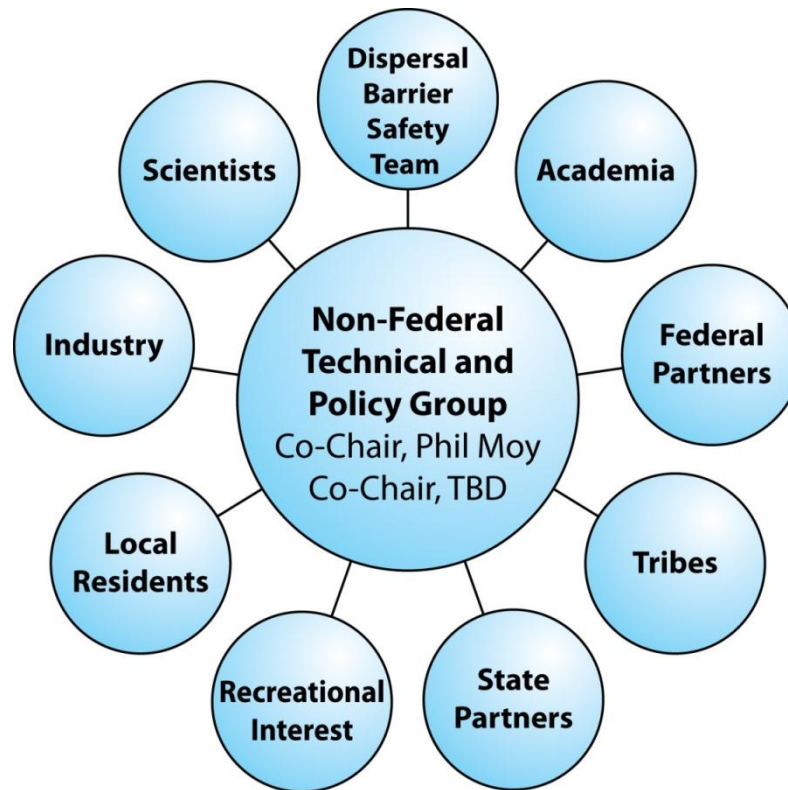 Dispersal
Barrier
Safety
Team
Scientists
Academia
Industry
Non-Federal
Technical and
Policy Group
Co-Chair, Phil Moy
Co-Chair, TBD
Federal
Partners
Local
Residents
Tribes
Recreational
Interest
State
Partners